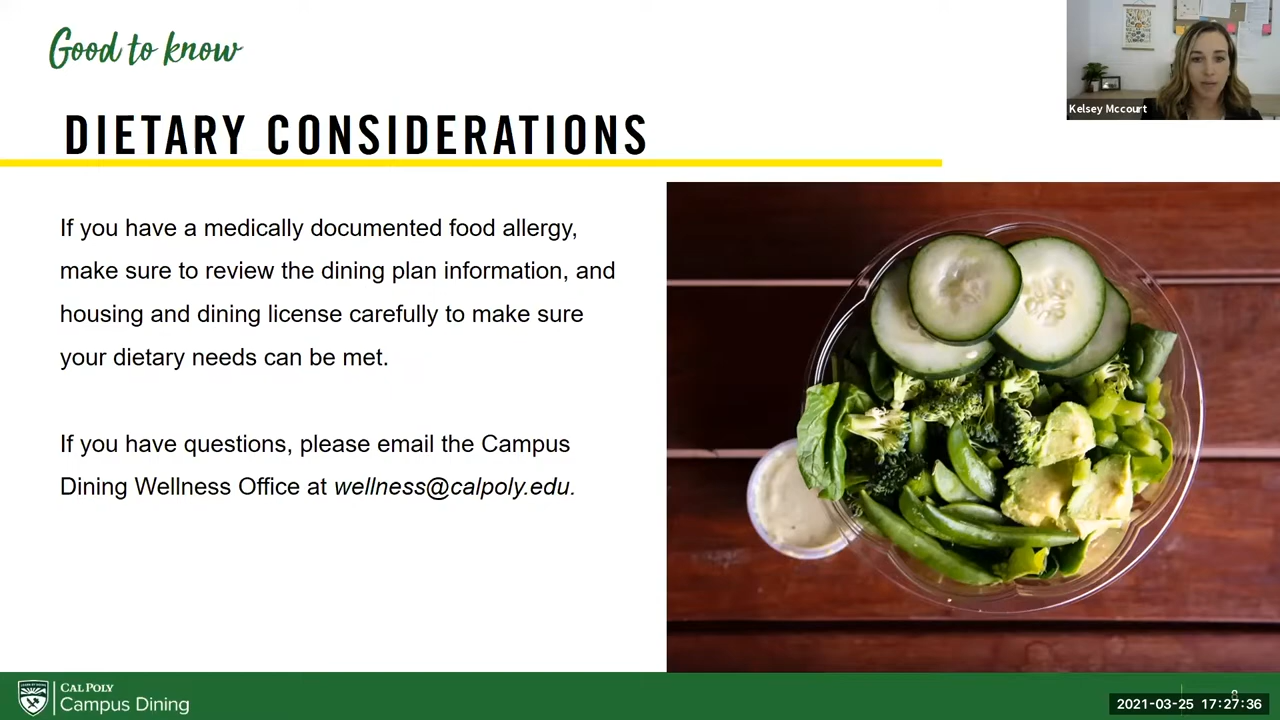 Good to know
DIETARY CONSIDERATIONS
Kelsey Mccourt
If you have a medically documented food allergy,
make sure to review the dining plan information, and
housing and dining license carefully to make sure
your dietary needs can be met.
If you have questions, please email the Campus
Dining Wellness Office at wellness@calpoly.edu.
CAL POLY
Campus Dining
8
2021-03-25 17:27:36